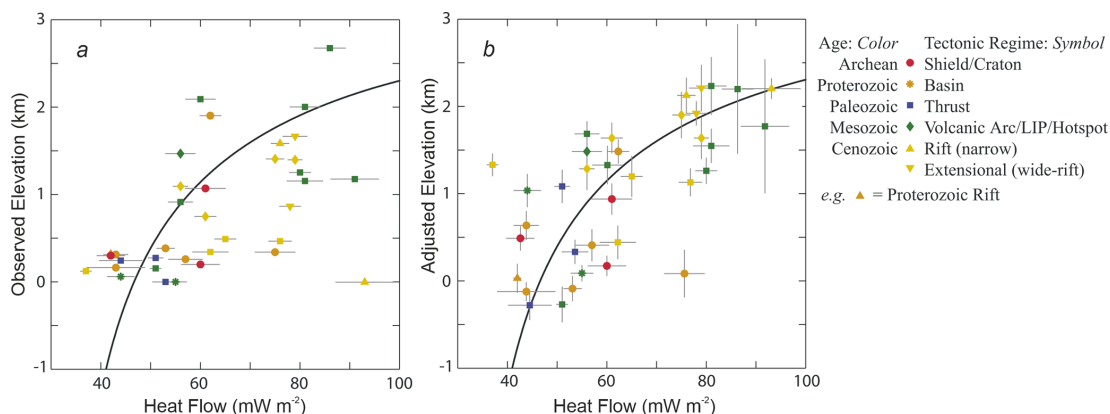 a
3
2
1
0
-1
Observed Elevation (km)
40
60
80
100
Heat Flow (mW m-2)
b
3
2
1
0
-1
Adjusted Elevation (km)
40
60
80
100
Heat Flow (mW m-2)
Age: Color Tectonic Regime: Symbol
Archean Shield/Craton
Proterozoic Basin
Paleozoic Thrust
Mesozoic Volcanic Arc/LIP/Hotspot
Cenozoic Rift (narrow)
Extensional (wide-rift)
e.g. = Proterozoic Rift